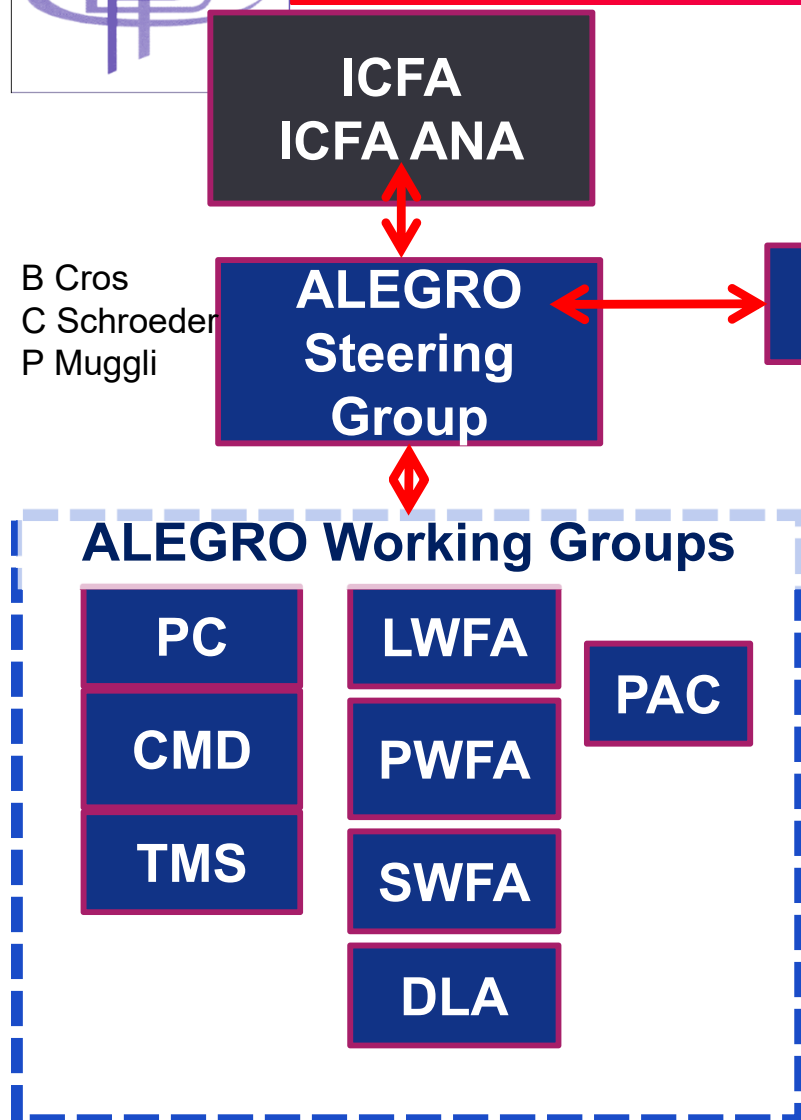 ICFA
ICFA ANA
B Cros
C Schroeder
P Muggli
ALEGRO
Steering
Group
ALEGRO Working Groups
PC
CMD
TMS
LWFA
PWFA
SWFA
DLA
PAC